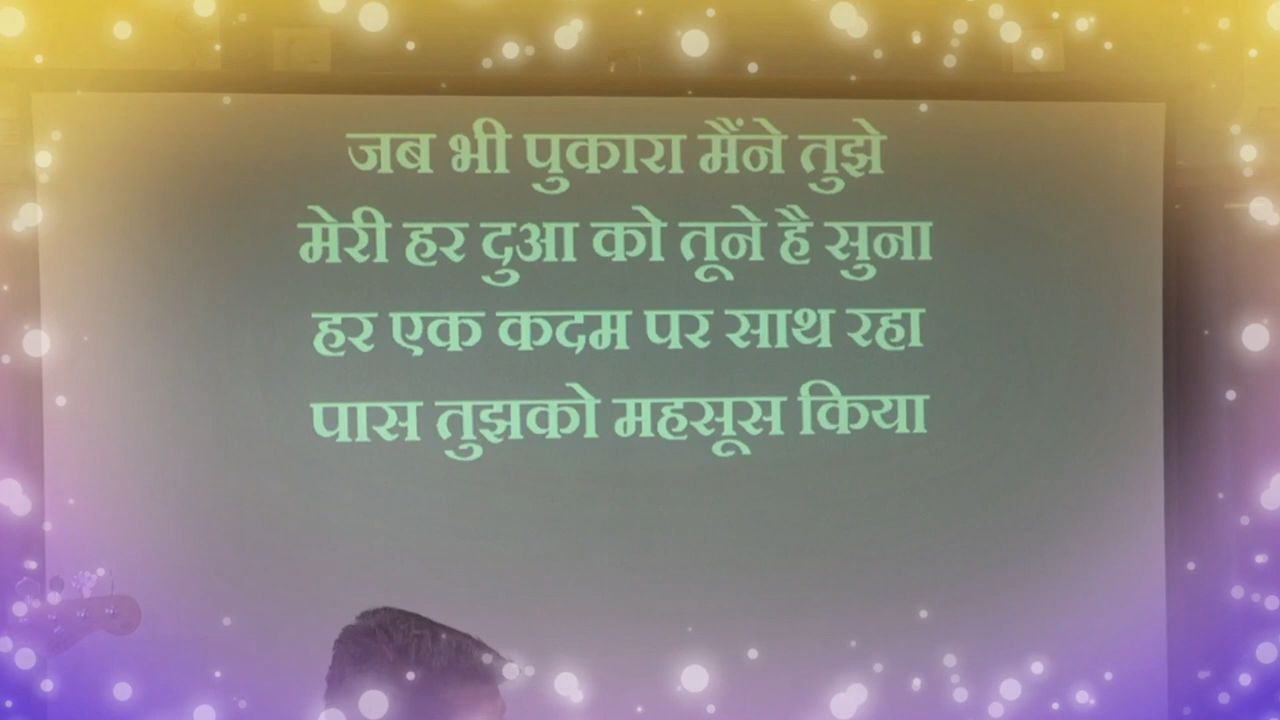 जब भी पुकारा मैंने तुझे
मेरी हर दुआ को तूने है सुना
हर एक कदम पर साथ रहा
पास तुझको महसूस किया